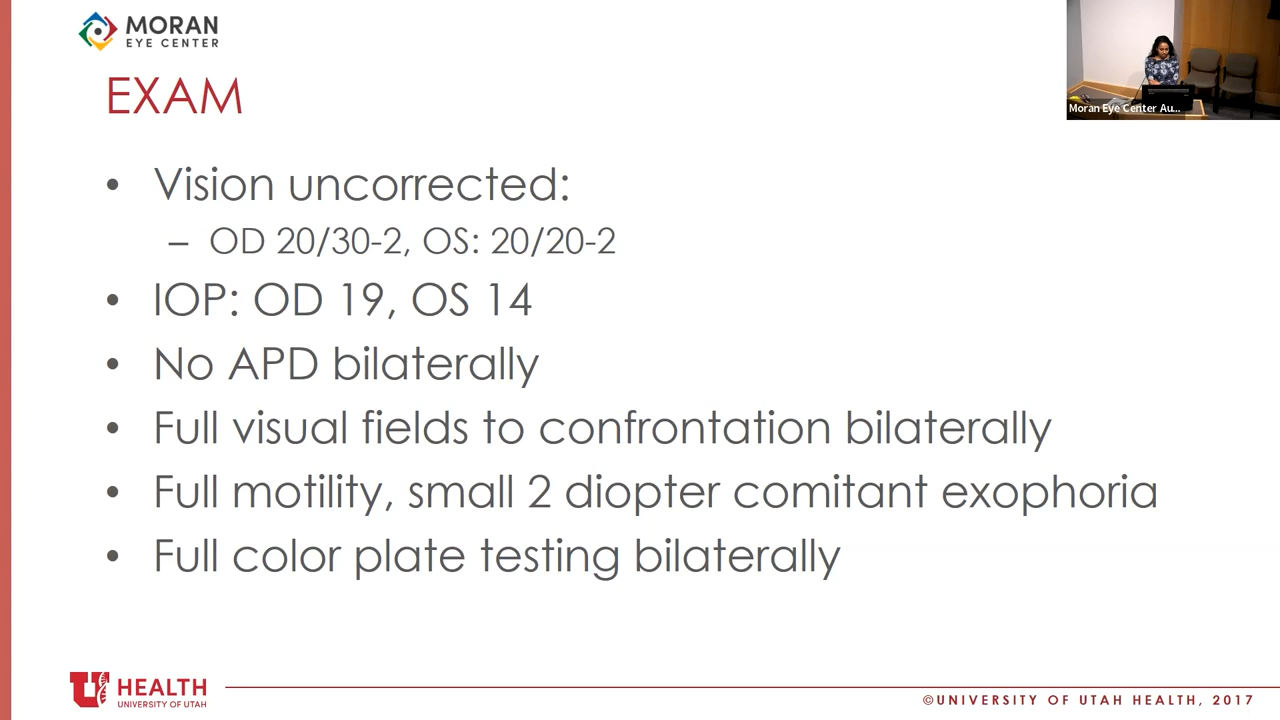 MORAN
EYE CENTER
Moran Eye Center Au...
EXAM
• Vision uncorrected:
– OD 20/30-2, OS: 20/20-2
• IOP: OD 19, OS 14
• No APD bilaterally
• Full visual fields to confrontation bilaterally
• Full motility, small 2 diopter comitant exophoria
• Full color plate testing bilaterally
U HEALTH
UNIVERSITY OF UTAH
©UNIVERSITY OF UTAH HEALTH, 2017